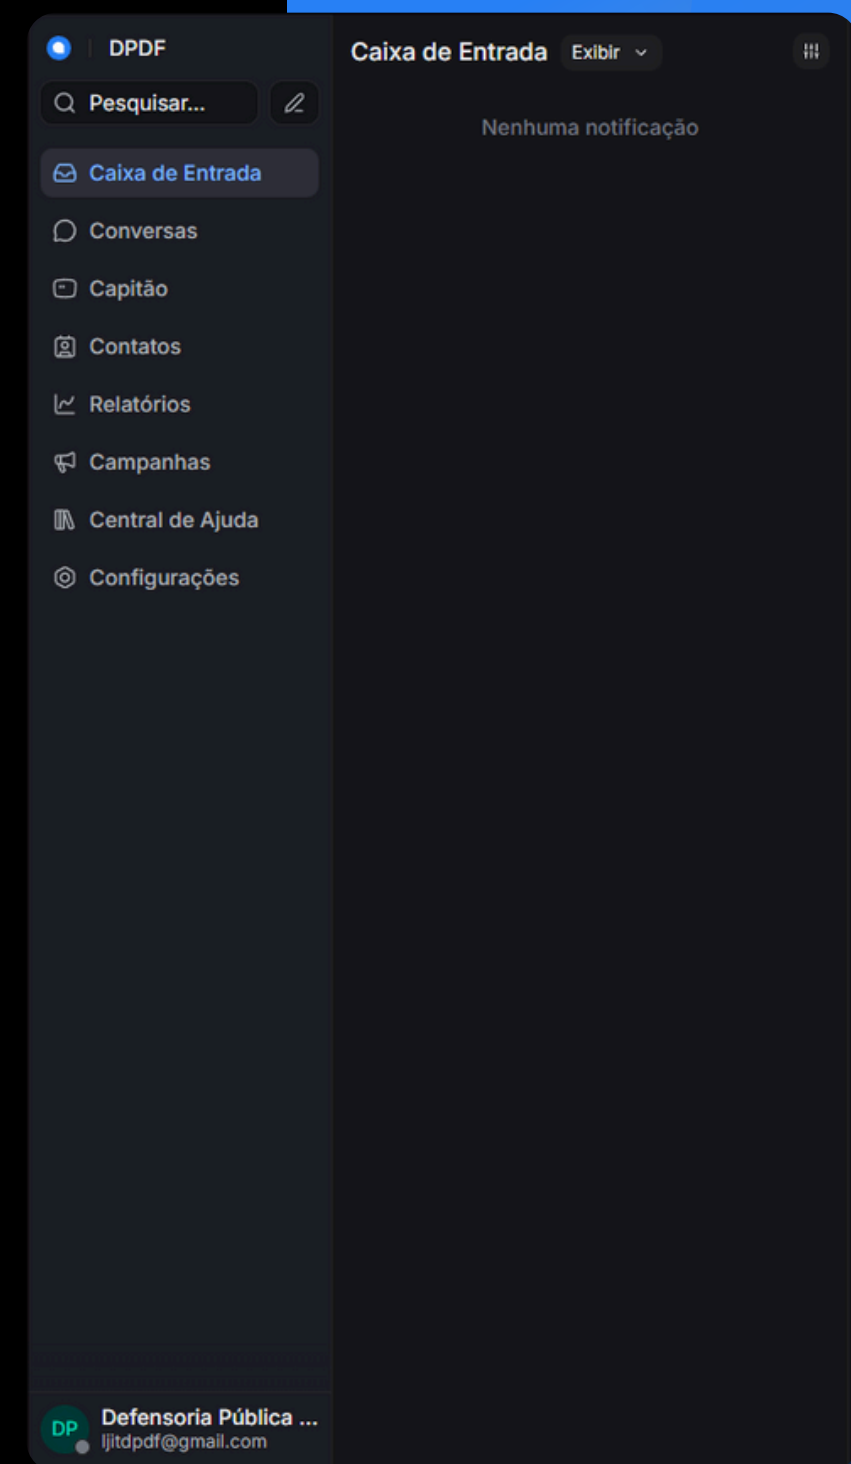 DPDF
Pesquisar...
Caixa de Entrada
Conversas
Capitão
Contatos
Relatórios
Campanhas
Central de Ajuda
Configurações
DP
Defensoria Pública ...
ljitdpdf@gmail.com
Caixa de Entrada Exibir
Nenhuma notificação